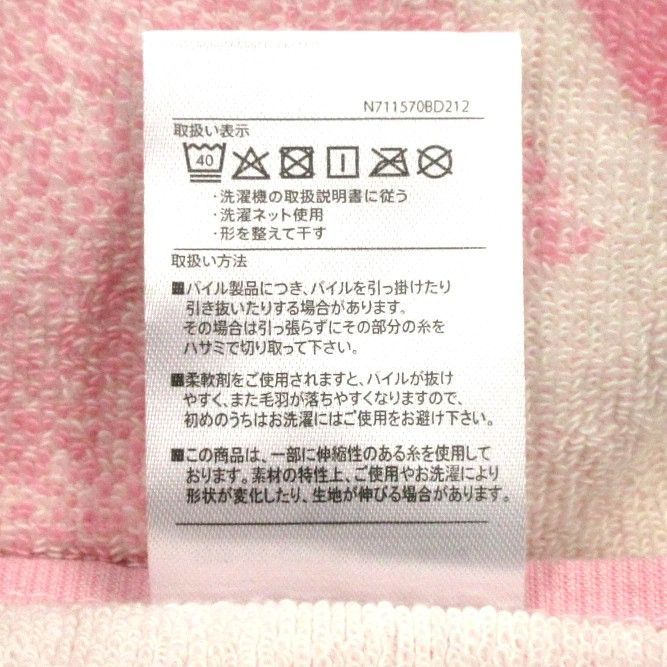 N711570BD212
取扱い表示
40
・洗濯機の取扱説明書に従う
・洗濯ネット使用
・形を整えて干す
取扱い方法
■パイル製品につき、パイルを引っ掛けたり
引き抜いたりする場合があります。
その場合は引っ張らずにその部分の糸を
ハサミで切り取って下さい。
■柔軟剤をご使用されますと、パイルが抜け
やすく、また毛羽が落ちやすくなりますので、
初めのうちはお洗濯にはご使用をお避け下さい。
■この商品は、一部に伸縮性のある糸を使用して
おります。素材の特性上、ご使用やお洗濯により
形状が変化したり、生地が伸びる場合があります。